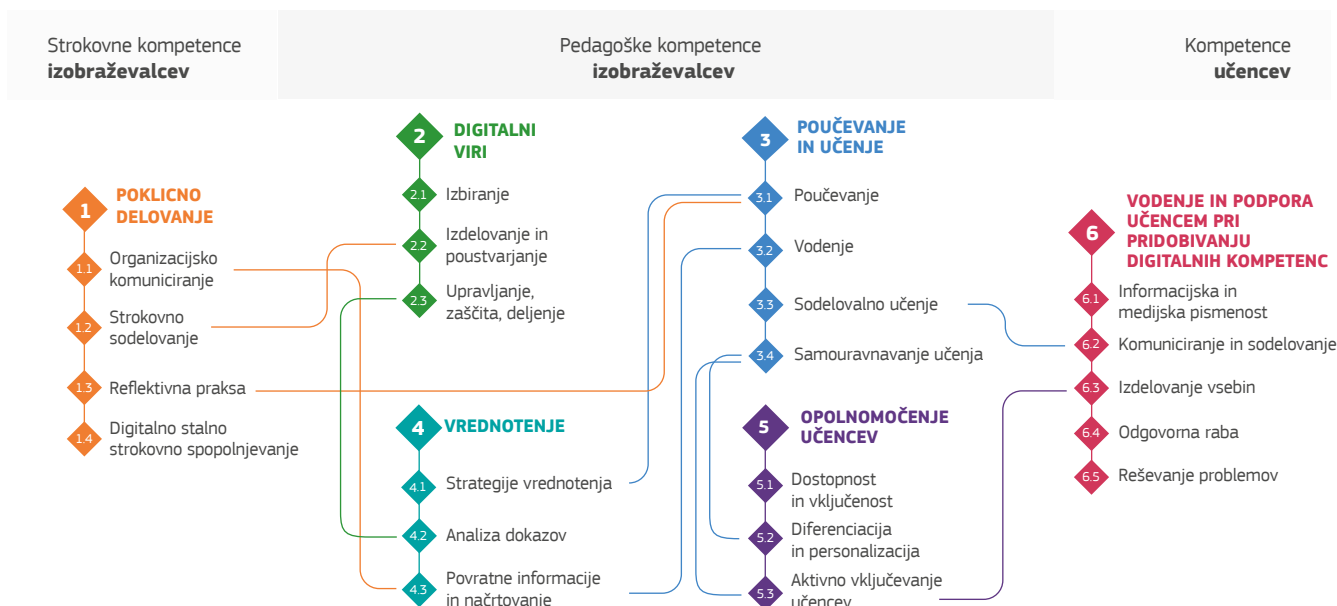 Strokovne kompetence
izobraževalcev
Pedagoške kompetence
izobraževalcev
Kompetence
učencev
1
POKLICNO
DELOVANJE
1.1
Organizacijsko
komuniciranje
1.2
Strokovno
sodelovanje
1.3
Reflektivna praksa
1.4
Digitalno stalno
strokovno spopolnjevanje
2
DIGITALNI
VIRI
2.1
Izbiranje
2.2
Izdelovanje in
poustvarjanje
2.3
Upravljanje,
zaščita, deljenje
4
VREDNOTENJE
4.1
Strategije vrednotenja
4.2
Analiza dokazov
4.3
Povratne informacije
in načrtovanje
3
POUČEVANJE
IN UČENJE
3.1
Poučevanje
3.2
Vodenje
3.3
Sodelovalno učenje
3.4
Samouravnavanje učenja
5
OPOLNOMOČENJE
UČENCEV
5.1
Dostopnost
in vključenost
5.2
Diferenciacija
in personalizacija
5.3
Aktivno vključevanje
učencev
6
VODENJE IN PODPORA
UČENCEM PRI
PRIDOBIVANJU
DIGITALNIH KOMPETENC
6.1
Informacijska in
medijska pismenost
6.2
Komuniciranje in sodelovanje
6.3
Izdelovanje vsebin
6.4
Odgovorna raba
6.5
Reševanje problemov